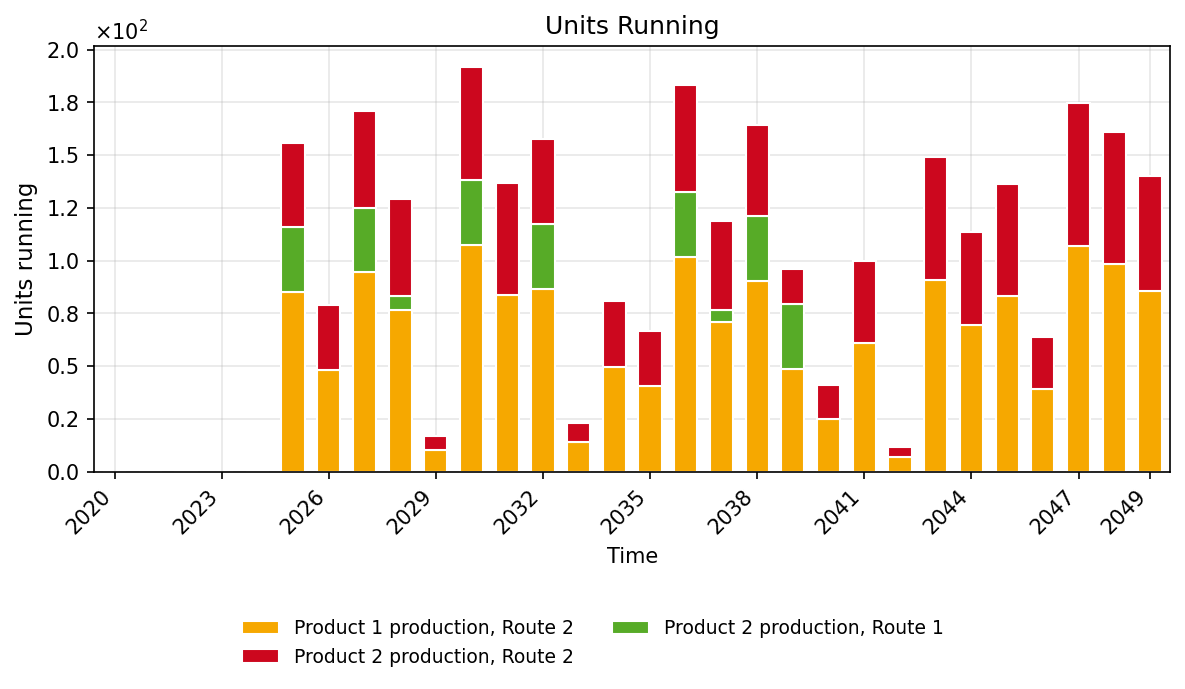 Units Running
×10²
2.0
1.8
1.5
1.2
1.0
0.8
0.5
0.2
0.0
Units running
2020 2023 2026 2029 2032 2035 2038 2041 2044 2047 2049
Time
Product 1 production, Route 2 Product 2 production, Route 1
Product 2 production, Route 2